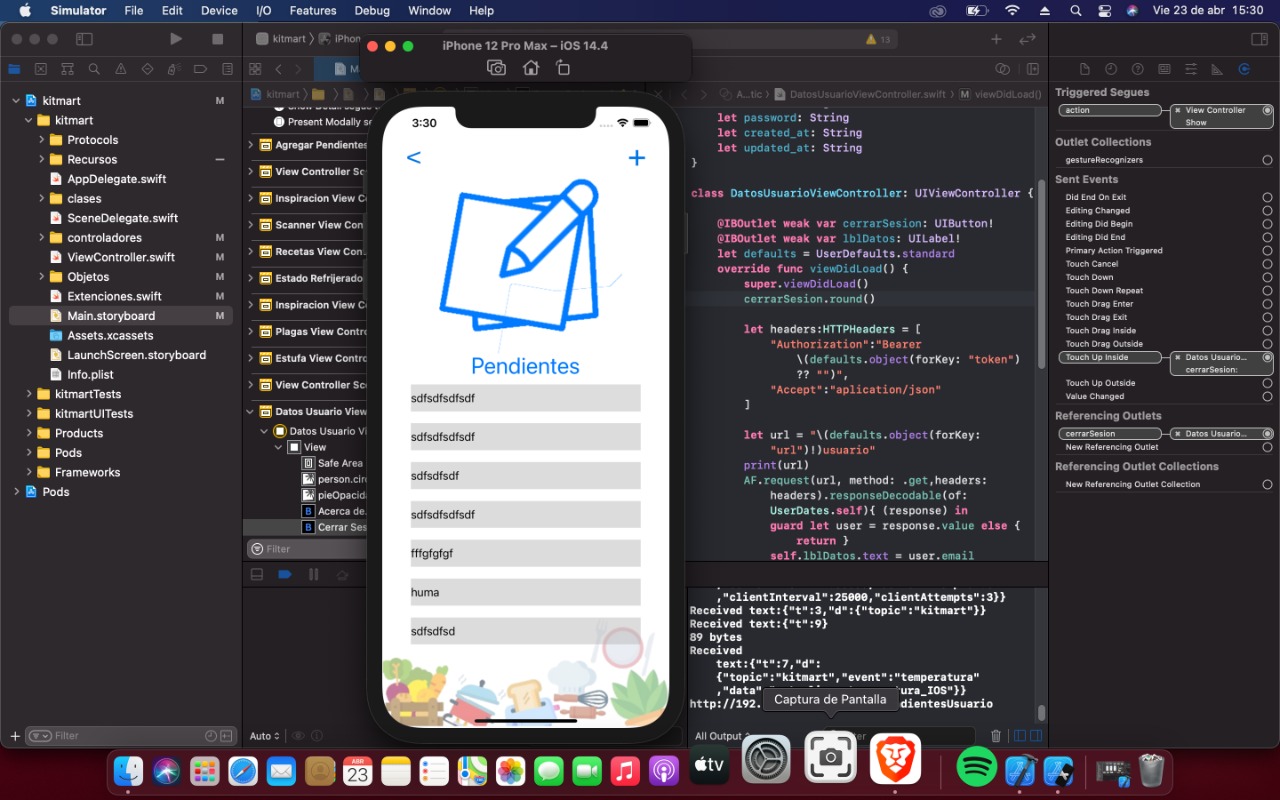 Simulator File Edit Device I/O Features Debug Window Help Vie 23 de abr 15:30
kitmart
iPhone 12 Pro Max – iOS 14.4
13
kitmart
M
kitmart
Protocols
Recursos
AppDelegate.swift
clases
SceneDelegate.swift
controladores
M
ViewController.swift
M
Objetos
M
Extenciones.swift
M
Main.storyboard
M
Assets.xcassets
LaunchScreen.storyboard
Info.plist
kitmartTests
kitmartUITests
Products
Pods
Frameworks
Pods
Filter
kitmart
Present Modally se
Agregar Pendientes
View Controller Sc
Inspiracion View C
Scanner View Con
Recetas View Con
Estado Refrijerado
Inspiracion View C
Plagas View Contro
Estufa View Contro
View Controller Sc
Datos Usuario View
Datos Usuario Vi
View
Safe Area
person.circ
pieOpacida
Acerca de.
Cerrar Ses
Filter
Auto
3:30
<
+
Pendientes
sdfsdfsdfsdf
sdfsdfsdfsdf
sdfsdfsdf
sdfsdfsdfsdf
fffgfgfgf
huma
sdfsdfsd
A...tic DatosUsuarioViewController.swift M viewDidLoad()
let password: String
let created_at: String
let updated_at: String
}
class DatosUsuarioViewController: UIViewController {
@IBOutlet weak var cerrarSesion: UIButton!
@IBOutlet weak var lblDatos: UILabel!
let defaults = UserDefaults.standard
override func viewDidLoad() {
super.viewDidLoad()
cerrarSesion.round()
let headers:HTTPHeaders = [
"Authorization":"Bearer
\(defaults.object(forKey: "token")
?? "")",
"Accept":"aplication/json"
]
let url = "\(defaults.object(forKey:
"url")!)usuario"
print(url)
AF.request(url, method: .get,headers:
headers).responseDecodable(of:
UserDates.self){ (response) in
guard let user = response.value else {
return }
self.lblDatos.text = user.email
,"clientInterval":25000,"clientAttempts":3}}
Received text:{"t":3,"d":{"topic":"kitmart"}}
Received text:{"t":9}
89 bytes
Received
text:{"t":7,"d":
{"topic":"kitmart","event":"temperatura"
,"data"
http://192.
Captura de Pantalla
All Output
Triggered Segues
action
View Controller
Show
Outlet Collections
gestureRecognizers
Sent Events
Did End On Exit
Editing Changed
Editing Did Begin
Editing Did End
Primary Action Triggered
Touch Cancel
Touch Down
Touch Down Repeat
Touch Drag Enter
Touch Drag Exit
Touch Drag Inside
Touch Drag Outside
Touch Up Inside
Datos Usuario...
cerrarSesion:
Touch Up Outside
Value Changed
Referencing Outlets
cerrarSesion
Datos Usuario...
New Referencing Outlet
Referencing Outlet Collections
New Referencing Outlet Collection
ABR
23
tv